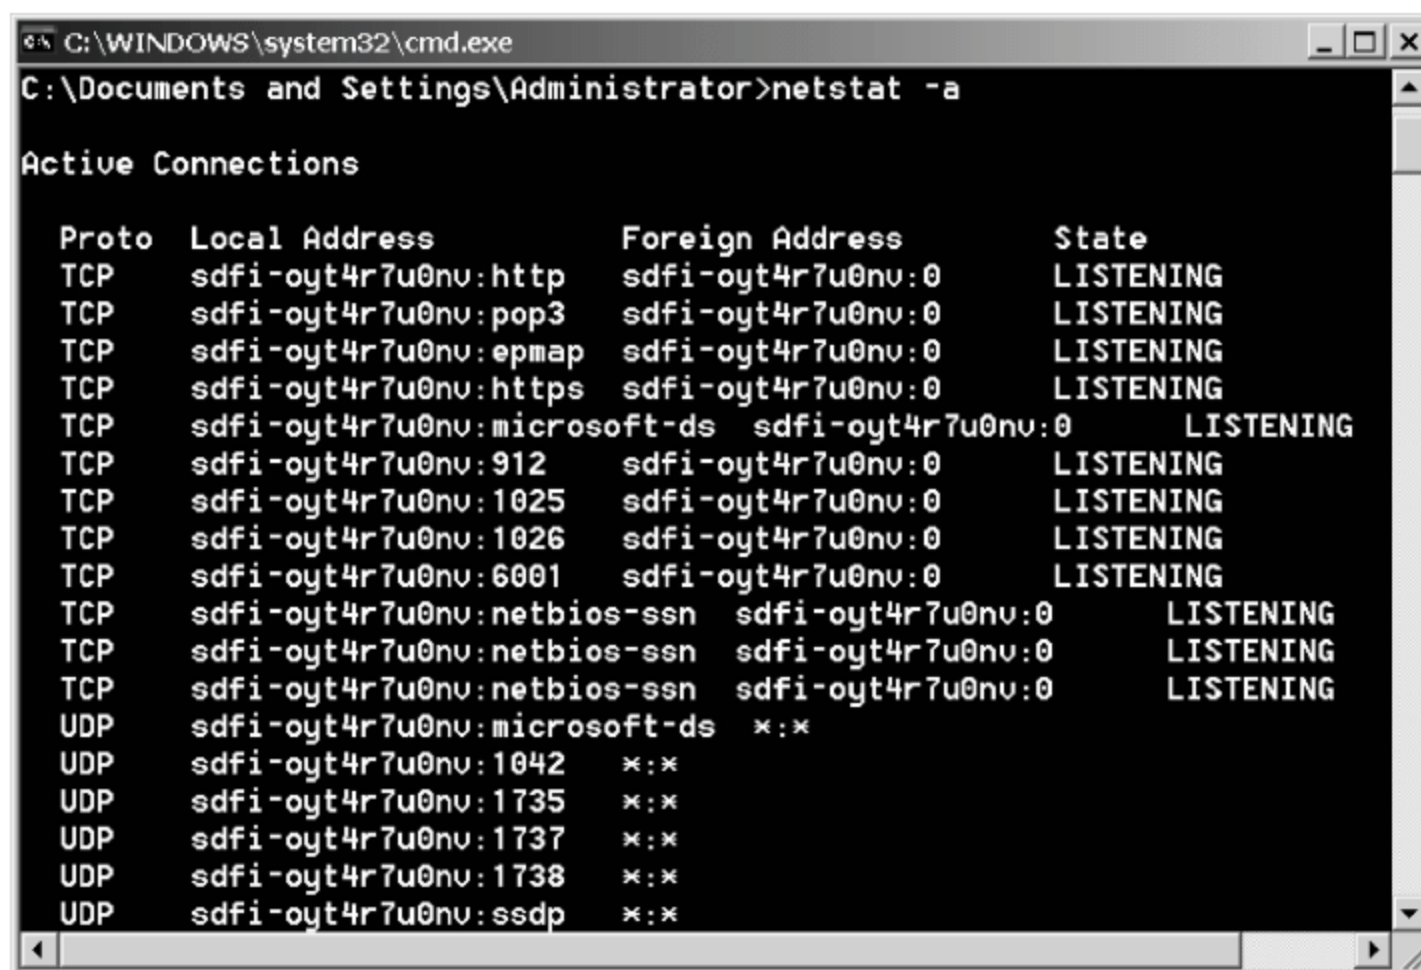 C:\WINDOWS\system32\cmd.exe
C:\Documents and Settings\Administrator>netstat -a
Active Connections
Proto  Local Address          Foreign Address        State
TCP    sdfi-oyt4r7u0nv:http   sdfi-oyt4r7u0nv:0      LISTENING
TCP    sdfi-oyt4r7u0nv:pop3   sdfi-oyt4r7u0nv:0      LISTENING
TCP    sdfi-oyt4r7u0nv:epmap  sdfi-oyt4r7u0nv:0      LISTENING
TCP    sdfi-oyt4r7u0nv:https  sdfi-oyt4r7u0nv:0      LISTENING
TCP    sdfi-oyt4r7u0nv:microsoft-ds  sdfi-oyt4r7u0nv:0      LISTENING
TCP    sdfi-oyt4r7u0nv:912    sdfi-oyt4r7u0nv:0      LISTENING
TCP    sdfi-oyt4r7u0nv:1025   sdfi-oyt4r7u0nv:0      LISTENING
TCP    sdfi-oyt4r7u0nv:1026   sdfi-oyt4r7u0nv:0      LISTENING
TCP    sdfi-oyt4r7u0nv:6001   sdfi-oyt4r7u0nv:0      LISTENING
TCP    sdfi-oyt4r7u0nv:netbios-ssn  sdfi-oyt4r7u0nv:0      LISTENING
TCP    sdfi-oyt4r7u0nv:netbios-ssn  sdfi-oyt4r7u0nv:0      LISTENING
TCP    sdfi-oyt4r7u0nv:netbios-ssn  sdfi-oyt4r7u0nv:0      LISTENING
UDP    sdfi-oyt4r7u0nv:microsoft-ds  *:*
UDP    sdfi-oyt4r7u0nv:1042   *:*
UDP    sdfi-oyt4r7u0nv:1735   *:*
UDP    sdfi-oyt4r7u0nv:1737   *:*
UDP    sdfi-oyt4r7u0nv:1738   *:*
UDP    sdfi-oyt4r7u0nv:ssdp   *:*